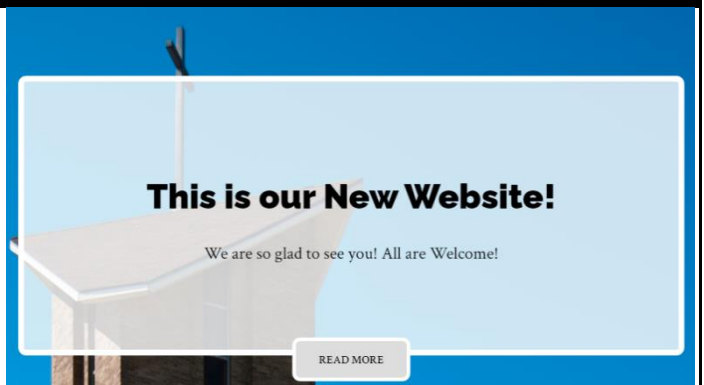 This is our New Website!
We are so glad to see you! All are Welcome!
READ MORE